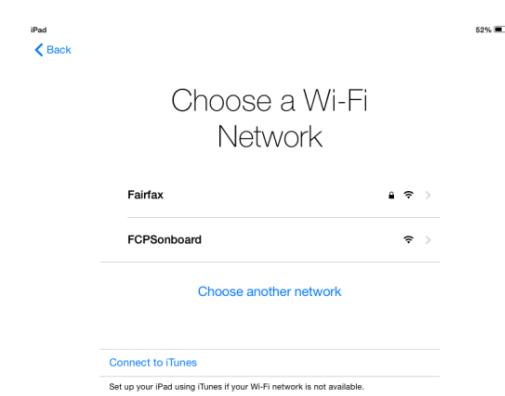 iPad
52%
Back
Choose a Wi-Fi
Network
Fairfax
FCPSonboard
Choose another network
Connect to iTunes
Set up your iPad using iTunes if your Wi-Fi network is not available.